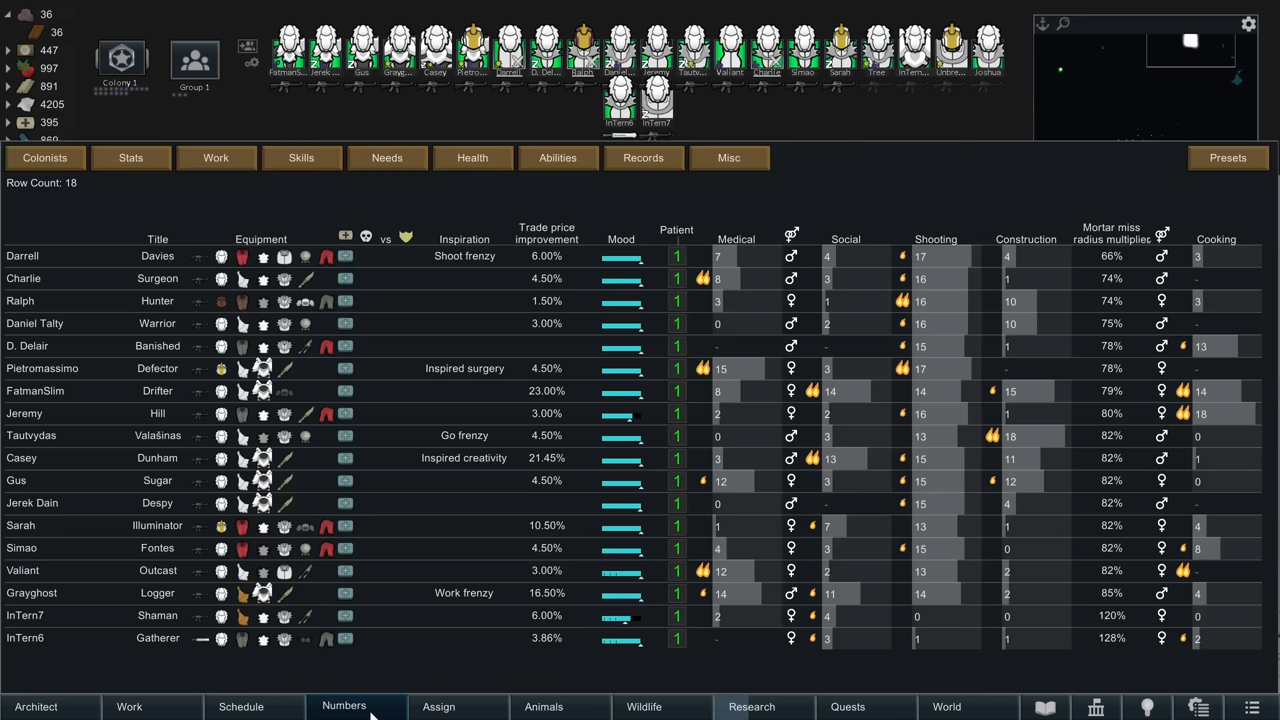 36
36
447
997
891
4205
395
869
Colony 1
Group 1
FatmanS... Jerek ... Gus Grayg... Casey Pietro... Darrell D. Del... Ralph Daniel... Jeremy Tautv... Valiant Charlie Simao Sarah Tree InTern... Unbre... Joshua
InTern6 InTern7
Colonists Stats Work Skills Needs Health Abilities Records Misc Presets
Row Count: 18
Title Equipment vs Inspiration Trade price improvement Mood Patient Medical Social Shooting Construction Mortar miss radius multiplier Cooking
Darrell Davies Shoot frenzy 6.00% 1 7 4 17 4 66% 3
Charlie Surgeon 4.50% 1 8 3 16 1 74% -
Ralph Hunter 1.50% 1 3 1 16 10 74% 3
Daniel Talty Warrior 3.00% 1 0 2 16 10 75% -
D. Delair Banished 1 - - 15 1 78% 13
Pietromassimo Defector Inspired surgery 4.50% 1 15 3 17 - 78% -
FatmanSlim Drifter 23.00% 1 8 14 14 15 79% 14
Jeremy Hill 3.00% 1 2 2 16 1 80% 18
Tautvydas Valašinas Go frenzy 4.50% 1 0 3 13 18 82% 0
Casey Dunham Inspired creativity 21.45% 1 3 13 15 11 82% 1
Gus Sugar 4.50% 1 12 3 15 12 82% 0
Jerek Dain Despy 1 0 - 15 4 82% -
Sarah Illuminator 10.50% 1 1 7 13 1 82% 4
Simao Fontes 4.50% 1 4 3 15 0 82% 8
Valiant Outcast 3.00% 1 12 2 13 2 82% -
Grayghost Logger Work frenzy 16.50% 1 14 11 14 2 85% 4
InTern7 Shaman 6.00% 1 2 4 0 0 120% -
InTern6 Gatherer 3.86% 1 - 3 1 1 128% 2
Architect Work Schedule Numbers Assign Animals Wildlife Research Quests World